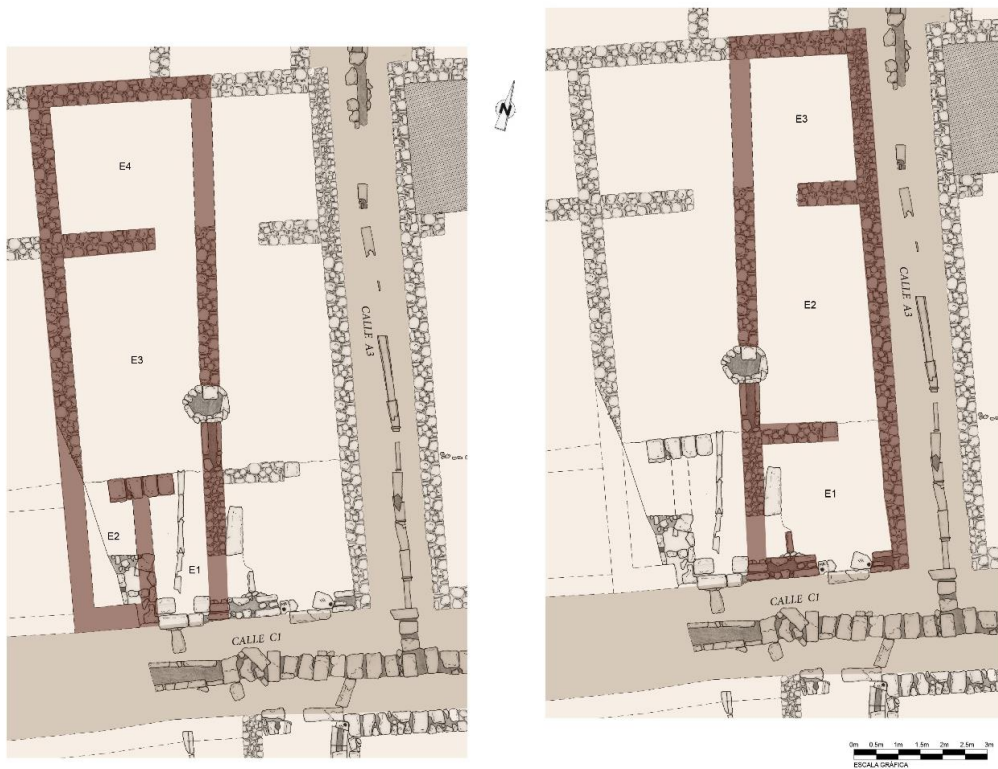 E4
E3
E2
E1
CALLE A3
CALLE C1
N
E3
E2
E1
CALLE A3
CALLE C1
0m 0.5m 1m 1.5m 2m 2.5m 3m
ESCALA GRÁFICA